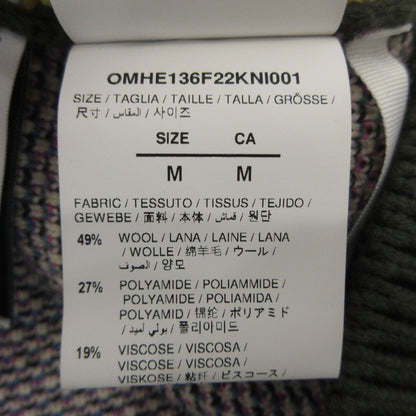 OMHE136F22KNI001
SIZE / TAGLIA / TAILLE / TALLA / GRÖSSE /
尺寸 / المقاس / 사이즈
SIZE CA
M M
FABRIC / TESSUTO / TISSUS / TEJIDO /
GEWEBE / 面料 / 本体 / قماش / 원단
49% WOOL / LANA / LAINE / LANA
/ WOLLE / 绵羊毛 / ウール /
الصوف / 양모
27% POLYAMIDE / POLIAMMIDE /
POLYAMIDE / POLIAMIDA /
POLYAMID / 锦纶 / ポリアミド
/ بولي أميد / 폴리아미드
19% VISCOSE / VISCOSA /
VISCOSE / VISCOSA /
VISKOSE / 粘纤 / ビスコース /